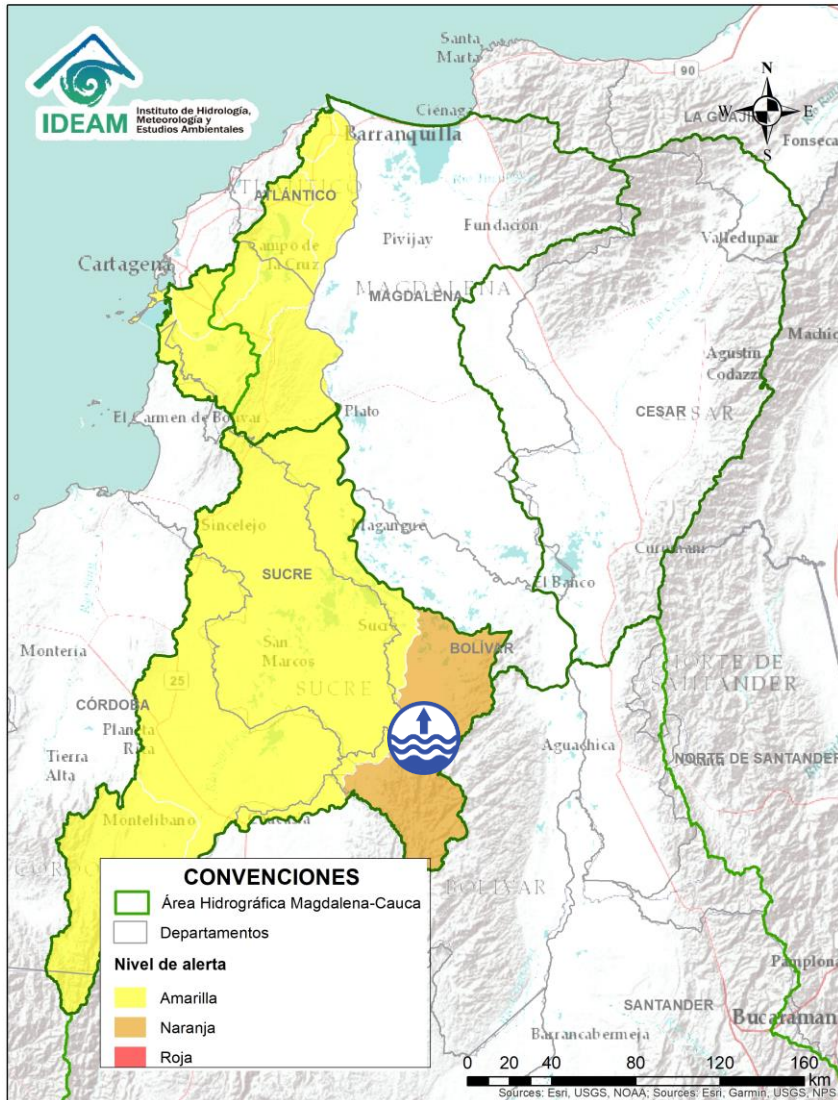 IDEAM
Instituto de Hidrología,
Meteorología y
Estudios Ambientales
Santa
Marta
90
N
W
E
S
Ciénaga
LA GUAJI
Fonseca
Barranquilla
ATLÁNTICO
Fundación
Pivijay
Valledupar
Campo de
la Cruz
Cartagena
MAGDALENA
MAGDALENA
Agustín
Codazzi
El Carmen de Bolívar
Plato
CESAR
CESAR
Sincelejo
Magangué
Curumaní
El Banco
SUCRE
Sucre
Montería
San
Marcos
BOLÍVAR
25
SUCRE
NORTE DE
SANTANDER
CÓRDOBA
Planeta
Rica
Aguachica
Tierra
Alta
NORTE DE SANTANDER
Montelíbano
BOLÍVAR
CONVENCIONES
Área Hidrográfica Magdalena-Cauca
Departamentos
Nivel de alerta
Amarilla
Naranja
Roja
Pamplona
SANTANDER
Bucaraman
Barrancabermeja
0 20 40 80 120 160
km
Sources: Esri, USGS, NOAA; Sources: Esri, Garmin, USGS, NPS